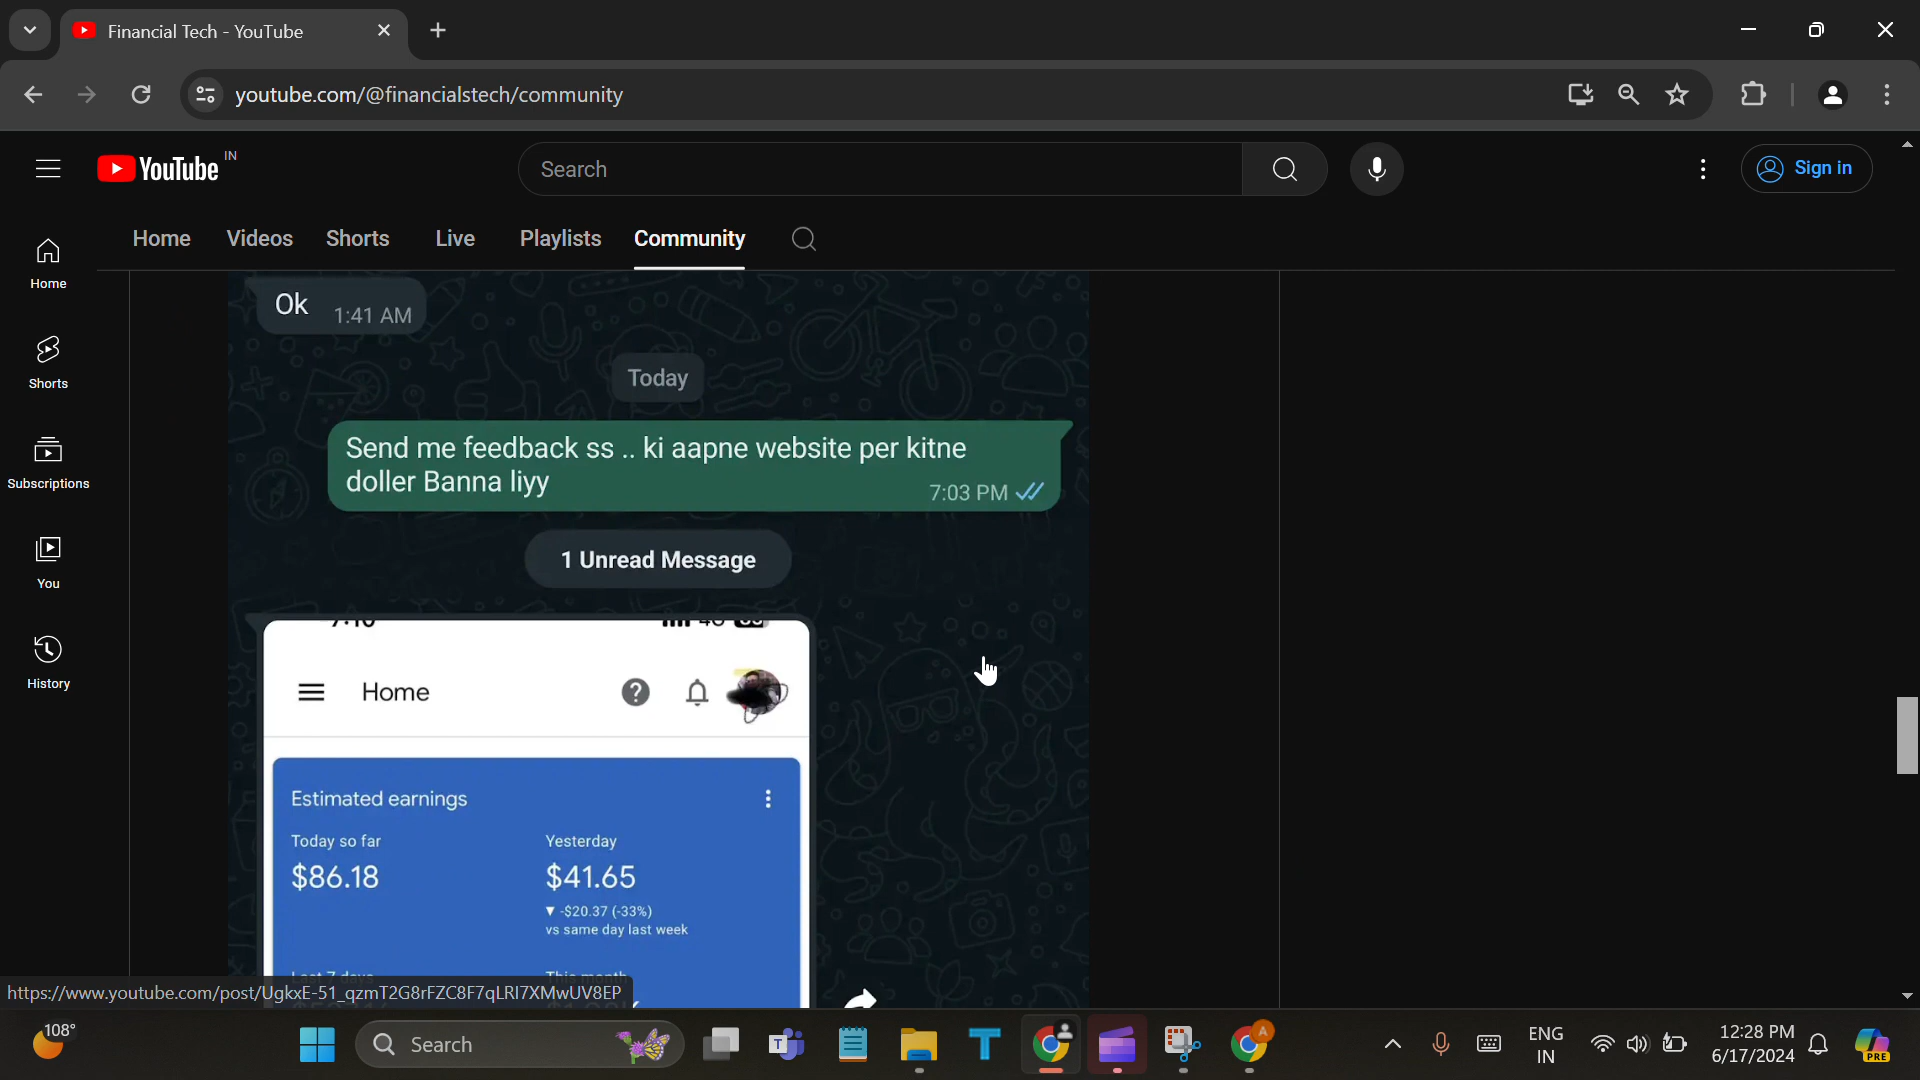 Financial Tech - YouTube
youtube.com/@financialstech/community
YouTube IN
Search
Sign in
Home Videos Shorts Live Playlists Community
Home
Shorts
Subscriptions
You
History
Ok 1:41 AM
Today
Send me feedback ss .. ki aapne website per kitne
doller Banna liyy
7:03 PM
1 Unread Message
Home
Estimated earnings
Today so far Yesterday
$86.18 $41.65
▼ -$20.37 (-33%)
vs same day last week
https://www.youtube.com/post/UgkxE-51_qzmT2G8rFZC8F7qLRI7XMwUV8EP
108°
Search
ENG
IN
12:28 PM
6/17/2024
PRE